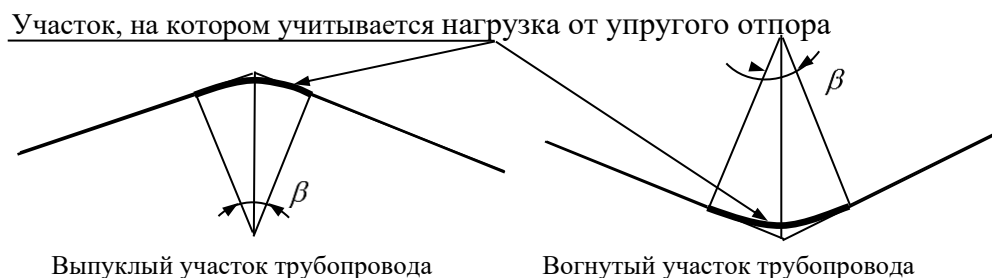 Участок, на котором учитывается нагрузка от упругого отпора
β
β
Выпуклый участок трубопровода
Вогнутый участок трубопровода